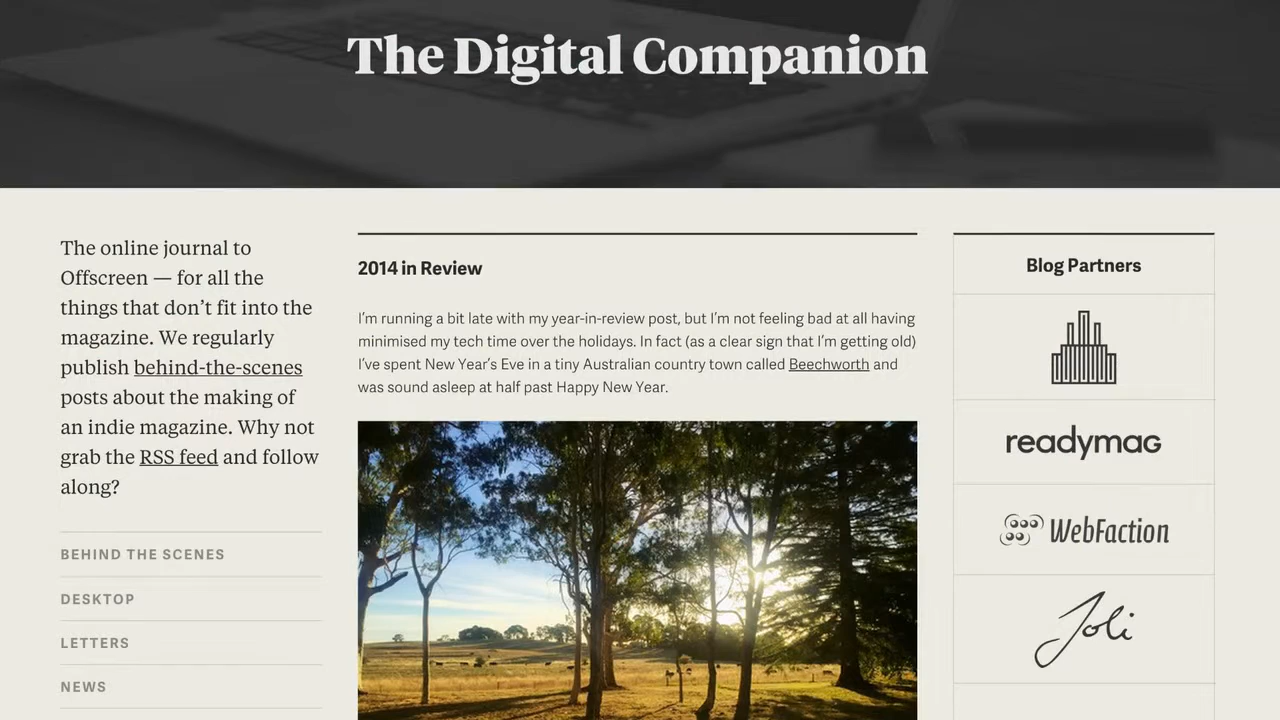 The Digital Companion
The online journal to
Offscreen — for all the
things that don’t fit into the
magazine. We regularly
publish behind-the-scenes
posts about the making of
an indie magazine. Why not
grab the RSS feed and follow
along?
BEHIND THE SCENES
DESKTOP
LETTERS
NEWS
2014 in Review
I’m running a bit late with my year-in-review post, but I’m not feeling bad at all having
minimised my tech time over the holidays. In fact (as a clear sign that I’m getting old)
I’ve spent New Year’s Eve in a tiny Australian country town called Beechworth and
was sound asleep at half past Happy New Year.
Blog Partners
readymag
WebFaction
Joli